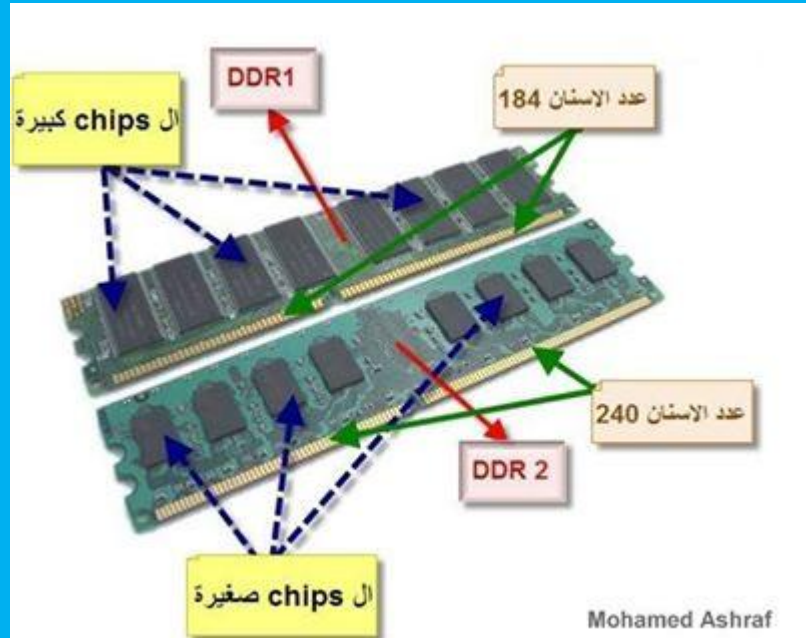 DDR1
عدد الاسنان 184
ال chips كبيرة
عدد الاسنان 240
DDR 2
ال chips صغيرة
Mohamed Ashraf